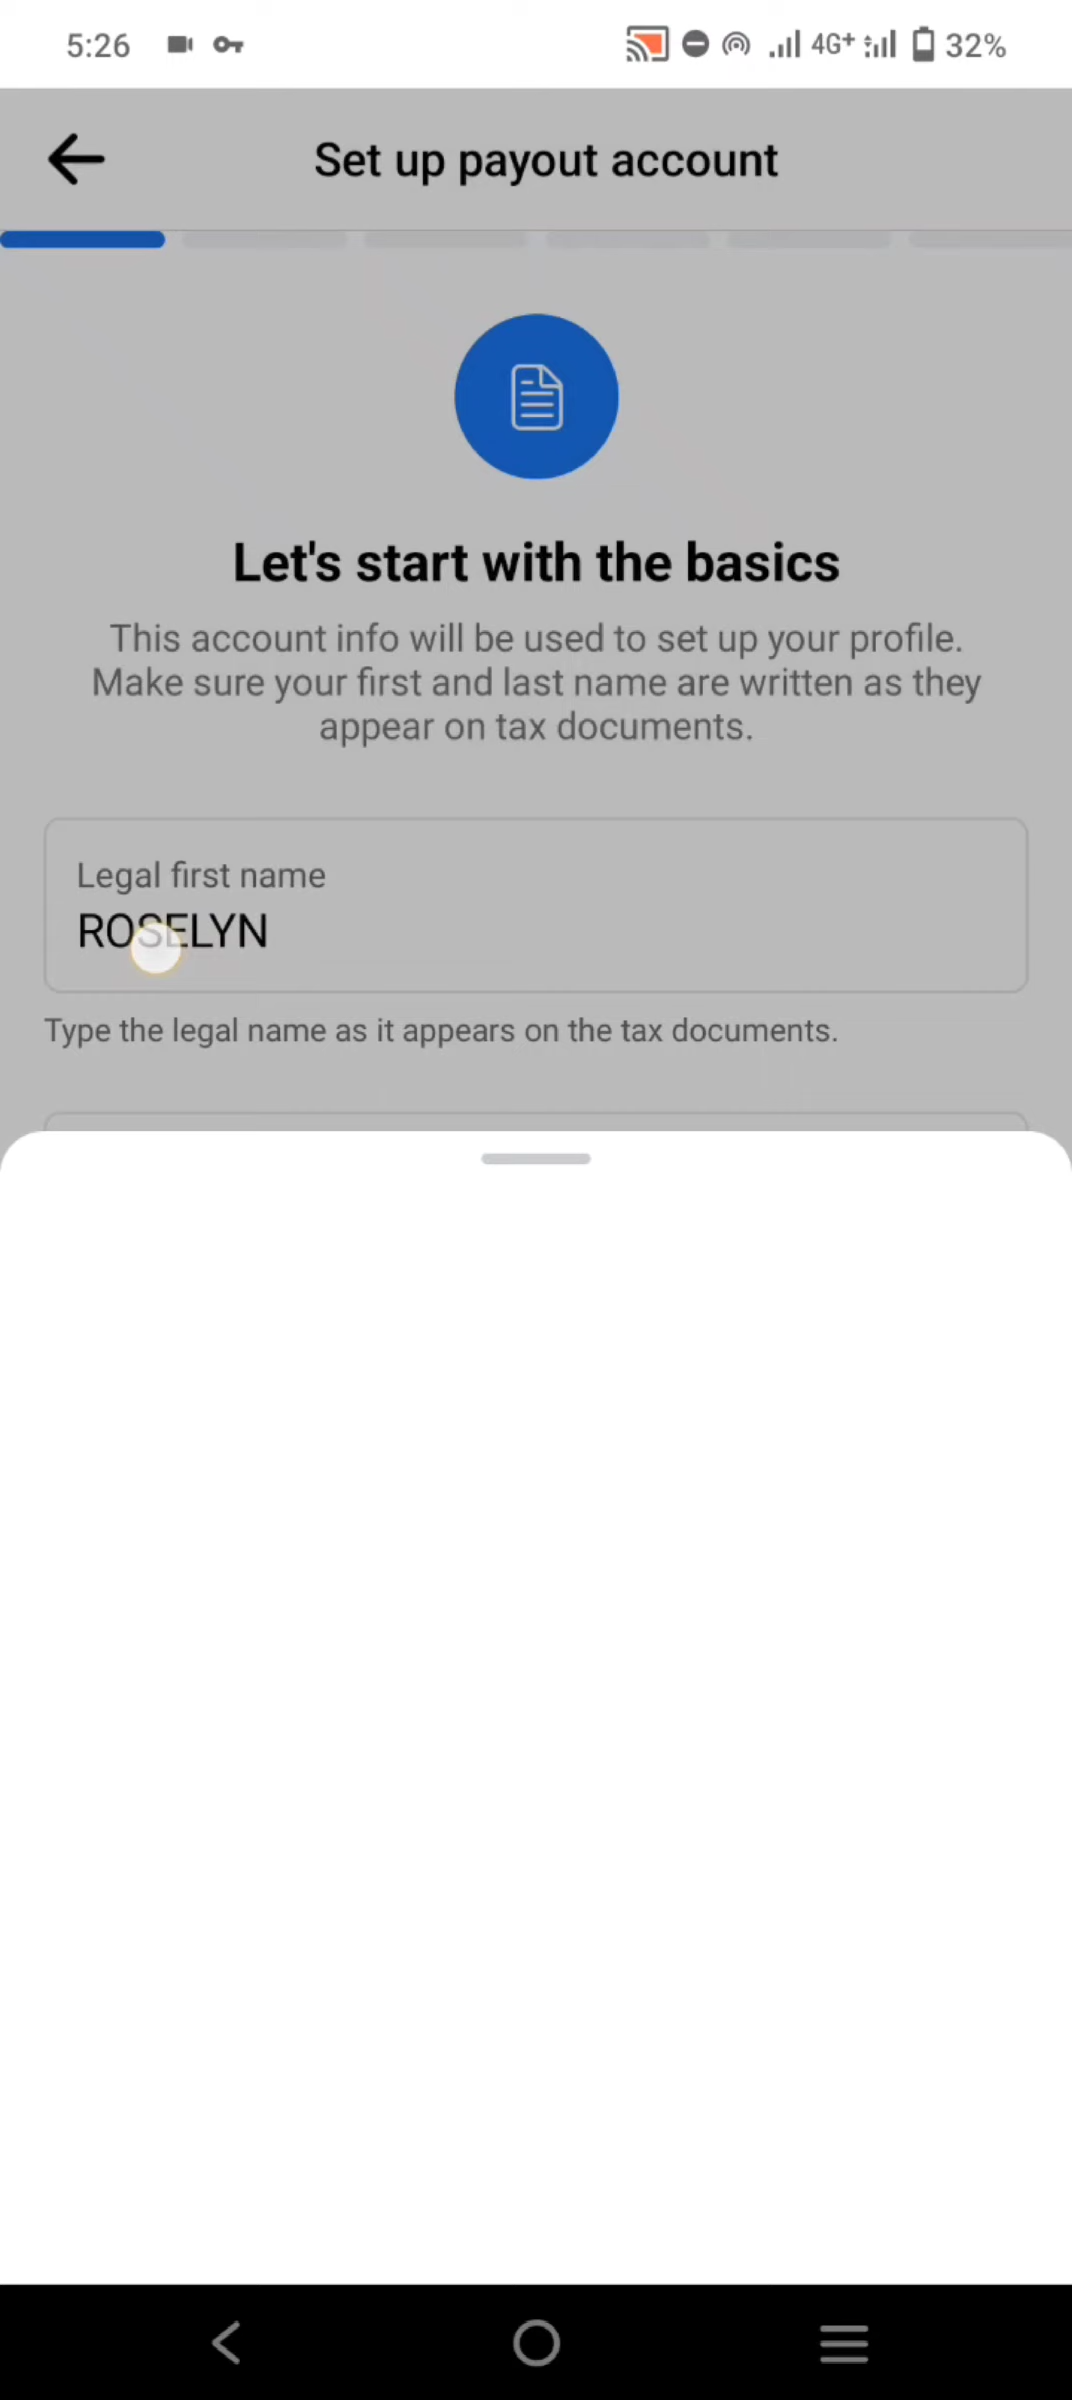 5:26
4G+
32%
Set up payout account
Let's start with the basics
This account info will be used to set up your profile.
Make sure your first and last name are written as they
appear on tax documents.
Legal first name
ROSELYN
Type the legal name as it appears on the tax documents.